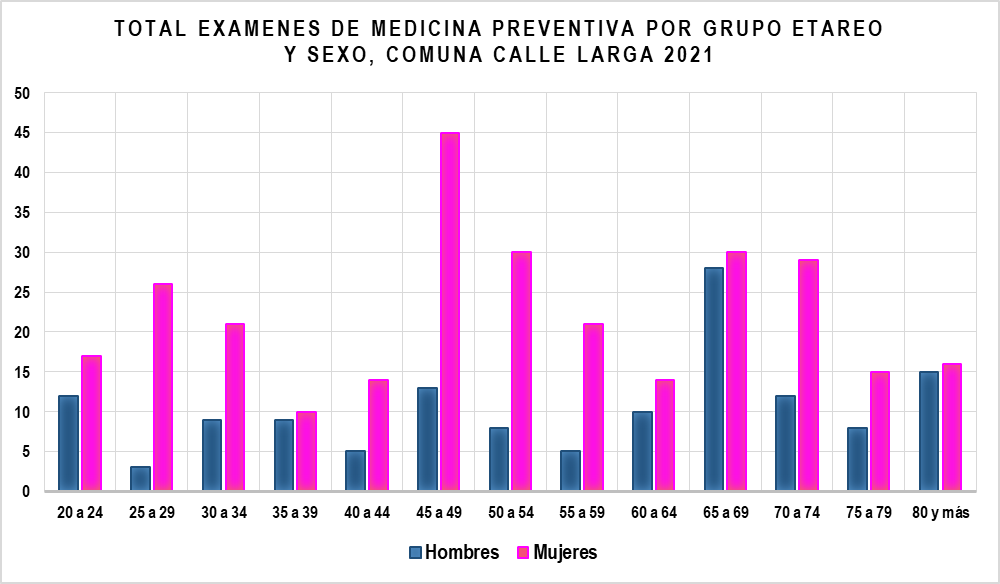 TOTAL EXAMENES DE MEDICINA PREVENTIVA POR GRUPO ETAREO
Y SEXO, COMUNA CALLE LARGA 2021
50
45
40
35
30
25
20
15
10
5
0
20 a 24 25 a 29 30 a 34 35 a 39 40 a 44 45 a 49 50 a 54 55 a 59 60 a 64 65 a 69 70 a 74 75 a 79 80 y más
Hombres Mujeres